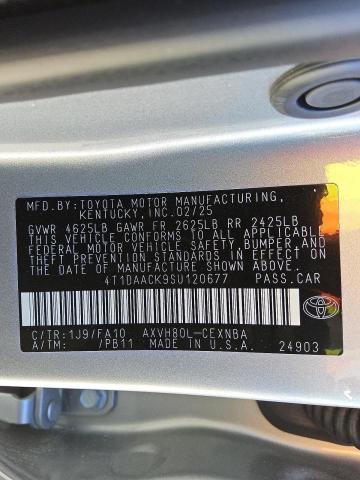 MFD.BY:TOYOTA MOTOR MANUFACTURING,
KENTUCKY,INC.02/25
GVWR 4625LB GAWR FR 2625LB RR 2425LB
THIS VEHICLE CONFORMS TO ALL APPLICABLE
FEDERAL MOTOR VEHICLE SAFETY,BUMPER,AND
THEFT PREVENTION STANDARDS IN EFFECT ON
THE DATE OF MANUFACTURE SHOWN ABOVE.
4T1DAACK9SU120677 PASS.CAR
C/TR:1J9/FA10 AXVH80L-CEXNBA
A/TM: /PB11 MADE IN U.S.A. 24903